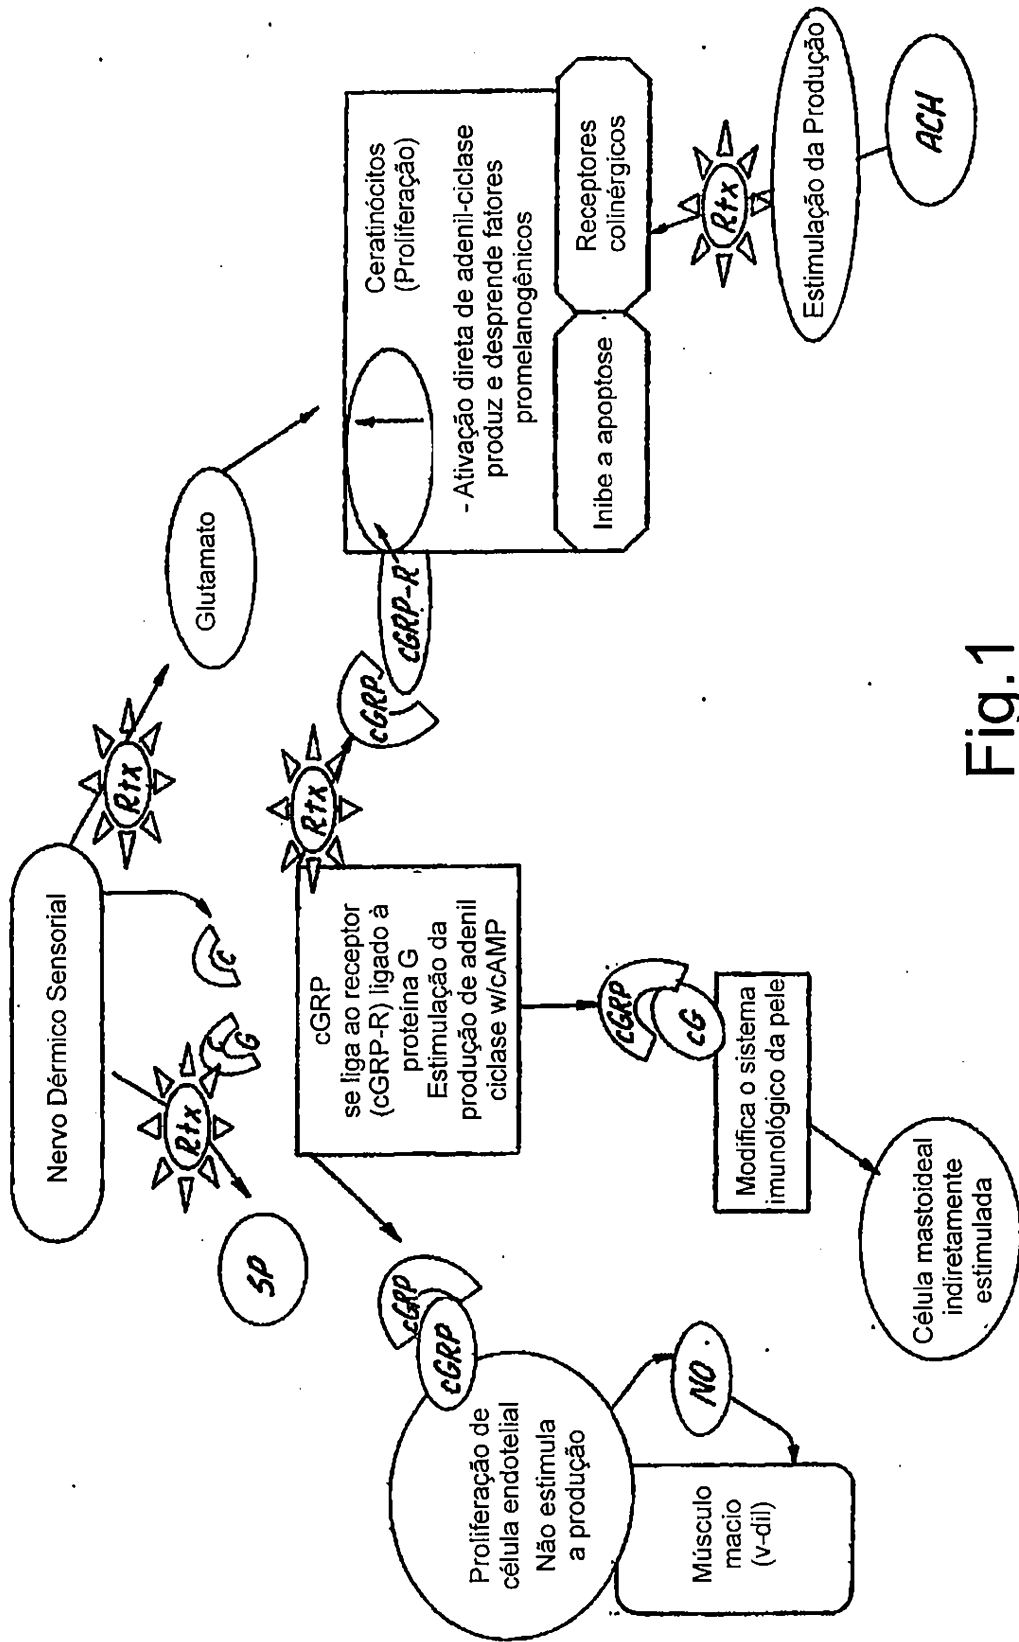 Nervo Dérmico Sensorial
Rtx
Rtx
SP
C
G
C
Glutamato
cGRP
se liga ao receptor
(cGRP-R) ligado à
proteína G
Estimulação da
produção de adenil
ciclase w/cAMP
Rtx
cGRP
cGRP-R
Ceratinócitos
(Proliferação)
- Ativação direta de adenil-ciclase
produz e desprende fatores
promelanogênicos
Inibe a apoptose
Receptores
colinérgicos
Rtx
Estimulação da Produção
ACH
cGRP
cGRP
Proliferação de
célula endotelial
Não estimula
a produção
NO
Músculo
macio
(v-dil)
cGRP
cG
Modifica o sistema
imunológico da pele
Célula mastoideal
indiretamente
estimulada
Fig.1